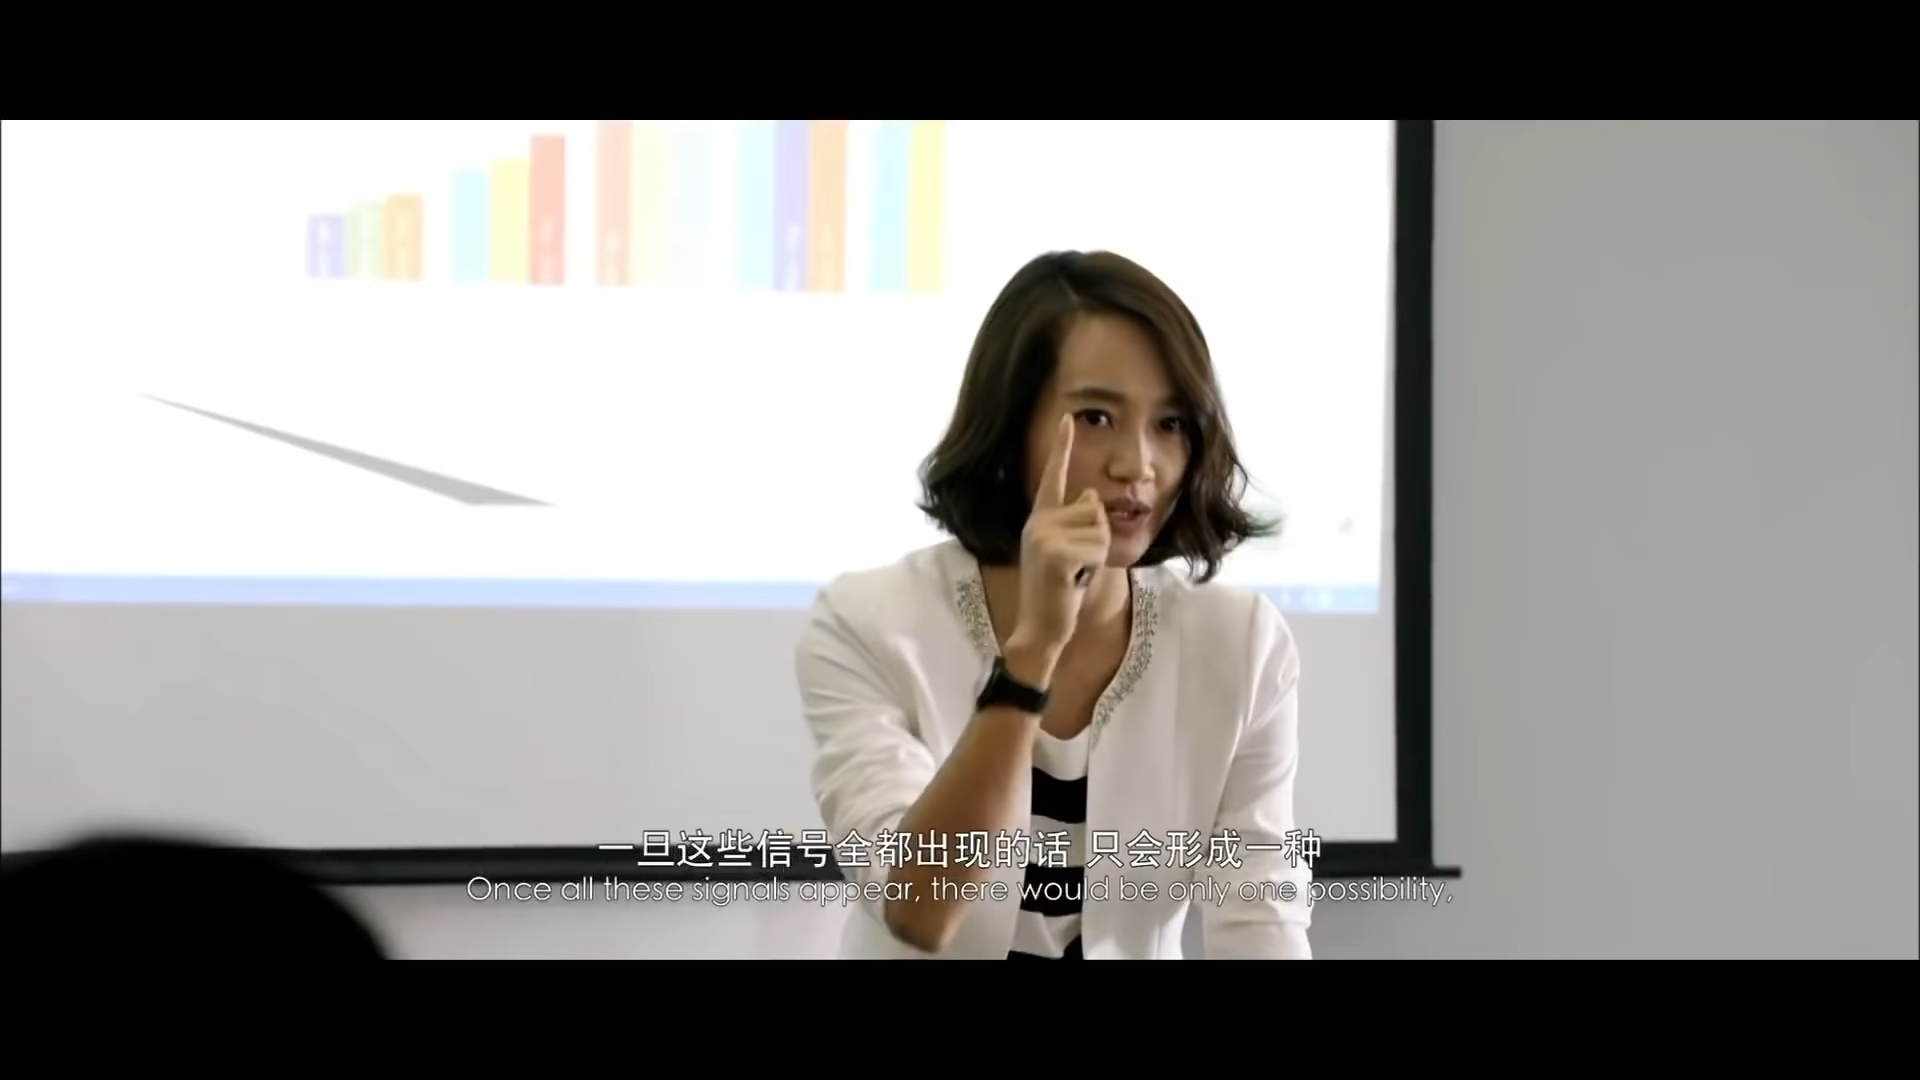 一旦这些信号全都出现的话 只会形成一种
Once all these signals appear, there would be only one possibility,